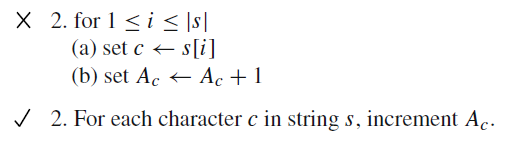 ✗ 2. for 1 ≤ i ≤ |s|
(a) set c ← s[i]
(b) set A_c ← A_c + 1
✓ 2. For each character c in string s, increment A_c.